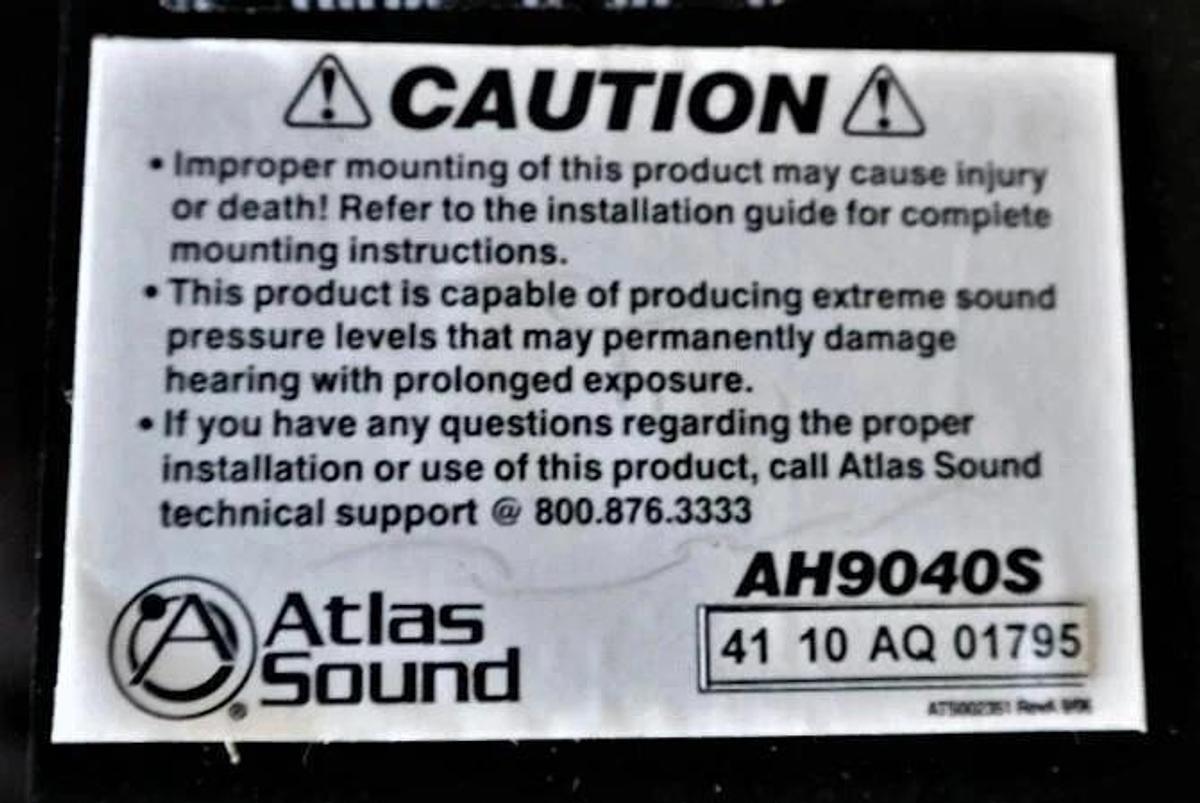 CAUTION
• Improper mounting of this product may cause injury
or death! Refer to the installation guide for complete
mounting instructions.
• This product is capable of producing extreme sound
pressure levels that may permanently damage
hearing with prolonged exposure.
• If you have any questions regarding the proper
installation or use of this product, call Atlas Sound
technical support @ 800.876.3333
AH9040S
Atlas
Sound
®
41 10 AQ 01795
ATS002351 RevA